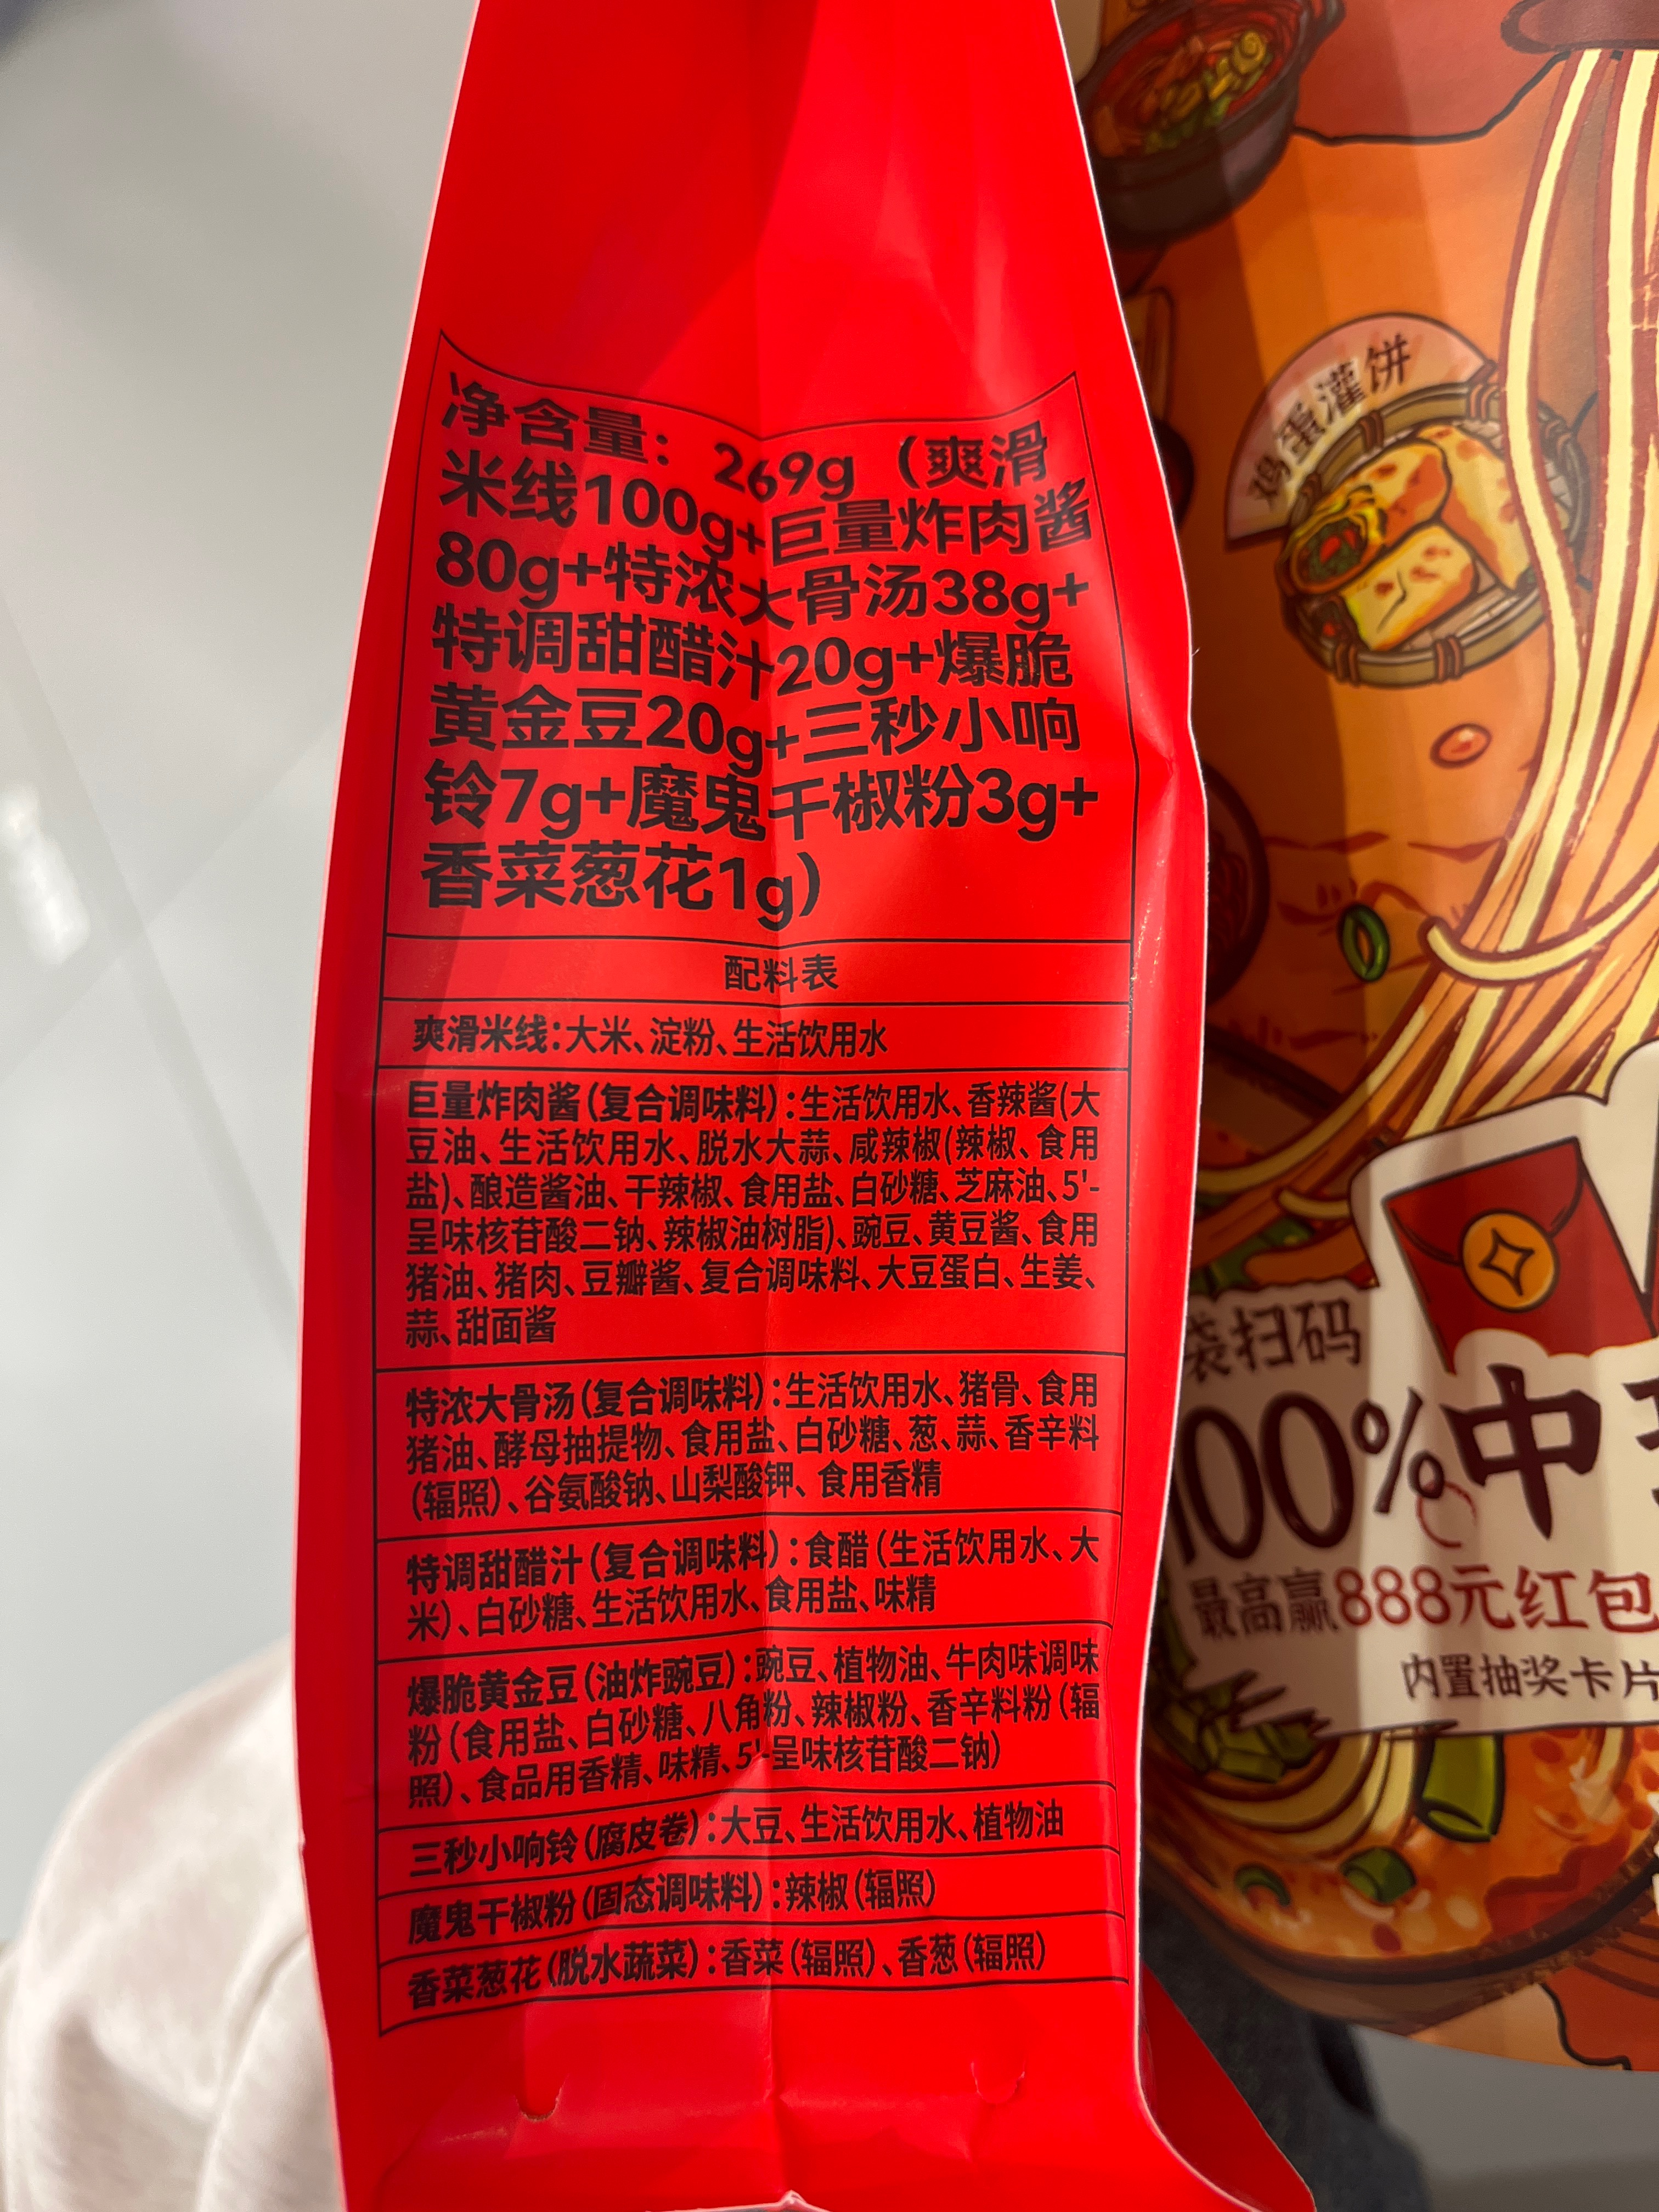 净含量：269g（爽滑
米线100g+巨量炸肉酱
80g+特浓大骨汤38g+
特调甜醋汁20g+爆脆
黄金豆20g+三秒小响
铃7g+魔鬼干椒粉3g+
香菜葱花1g)
配料表
爽滑米线：大米、淀粉、生活饮用水
巨量炸肉酱（复合调味料）：生活饮用水、香辣酱(大
豆油、生活饮用水、脱水大蒜、咸辣椒(辣椒、食用
盐)、酿造酱油、干辣椒、食用盐、白砂糖、芝麻油、5'-
呈味核苷酸二钠、辣椒油树脂)、豌豆、黄豆酱、食用
猪油、猪肉、豆瓣酱、复合调味料、大豆蛋白、生姜、
蒜、甜面酱
特浓大骨汤（复合调味料）：生活饮用水、猪骨、食用
猪油、酵母抽提物、食用盐、白砂糖、葱、蒜、香辛料
（辐照）、谷氨酸钠、山梨酸钾、食用香精
特调甜醋汁（复合调味料）：食醋（生活饮用水、大
米）、白砂糖、生活饮用水、食用盐、味精
爆脆黄金豆（油炸豌豆）：豌豆、植物油、牛肉味调味
粉（食用盐、白砂糖、八角粉、辣椒粉、香辛料粉（辐
照）、食品用香精、味精、5'-呈味核苷酸二钠）
三秒小响铃（腐皮卷）：大豆、生活饮用水、植物油
魔鬼干椒粉（固态调味料）：辣椒（辐照）
香菜葱花（脱水蔬菜）：香菜（辐照）、香葱（辐照）
鸡蛋灌饼
袋扫码
100%中
最高赢888元红包
内置抽奖卡片